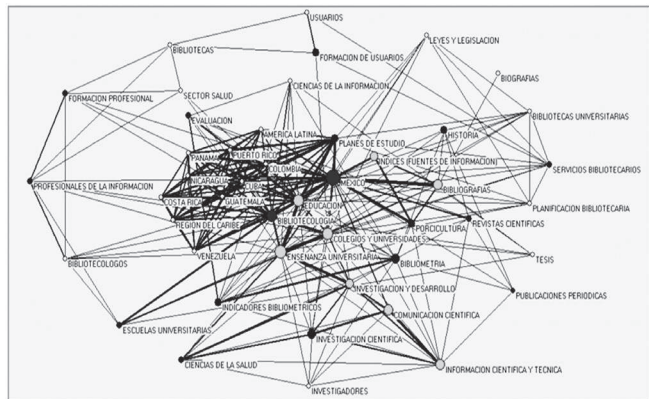 USUARIOS
LEYES Y LEGISLACION
BIBLIOTECAS
FORMACION DE USUARIOS
BIOGRAFIAS
CIENCIAS DE LA INFORMACION
SECTOR SALUD
FORMACION PROFESIONAL
BIBLIOTECAS UNIVERSITARIAS
EVALUACION
AMERICA LATINA
HISTORIA
PLANES DE ESTUDIO
PANAMA
PUERTO RICO
INDICES (FUENTES DE INFORMACION)
SERVICIOS BIBLIOTECARIOS
COLOMBIA
NICARAGUA
MEXICO
PROFESIONALES DE LA INFORMACION
CUBA
BIBLIOGRAFIAS
COSTA RICA
GUATEMALA
EDUCACION
PLANIFICACION BIBLIOTECARIA
REGION DEL CARIBE
BIBLIOTECOLOGIA
PORCICULTURA
REVISTAS CIENTIFICAS
COLEGIOS Y UNIVERSIDADES
VENEZUELA
ENSENANZA UNIVERSITARIA
TESIS
BIBLIOTECOLOGOS
BIBLIOMETRIA
INVESTIGACION Y DESARROLLO
PUBLICACIONES PERIODICAS
INDICADORES BIBLIOMETRICOS
COMUNICACION CIENTIFICA
ESCUELAS UNIVERSITARIAS
INVESTIGACION CIENTIFICA
CIENCIAS DE LA SALUD
INFORMACION CIENTIFICA Y TECNICA
INVESTIGADORES